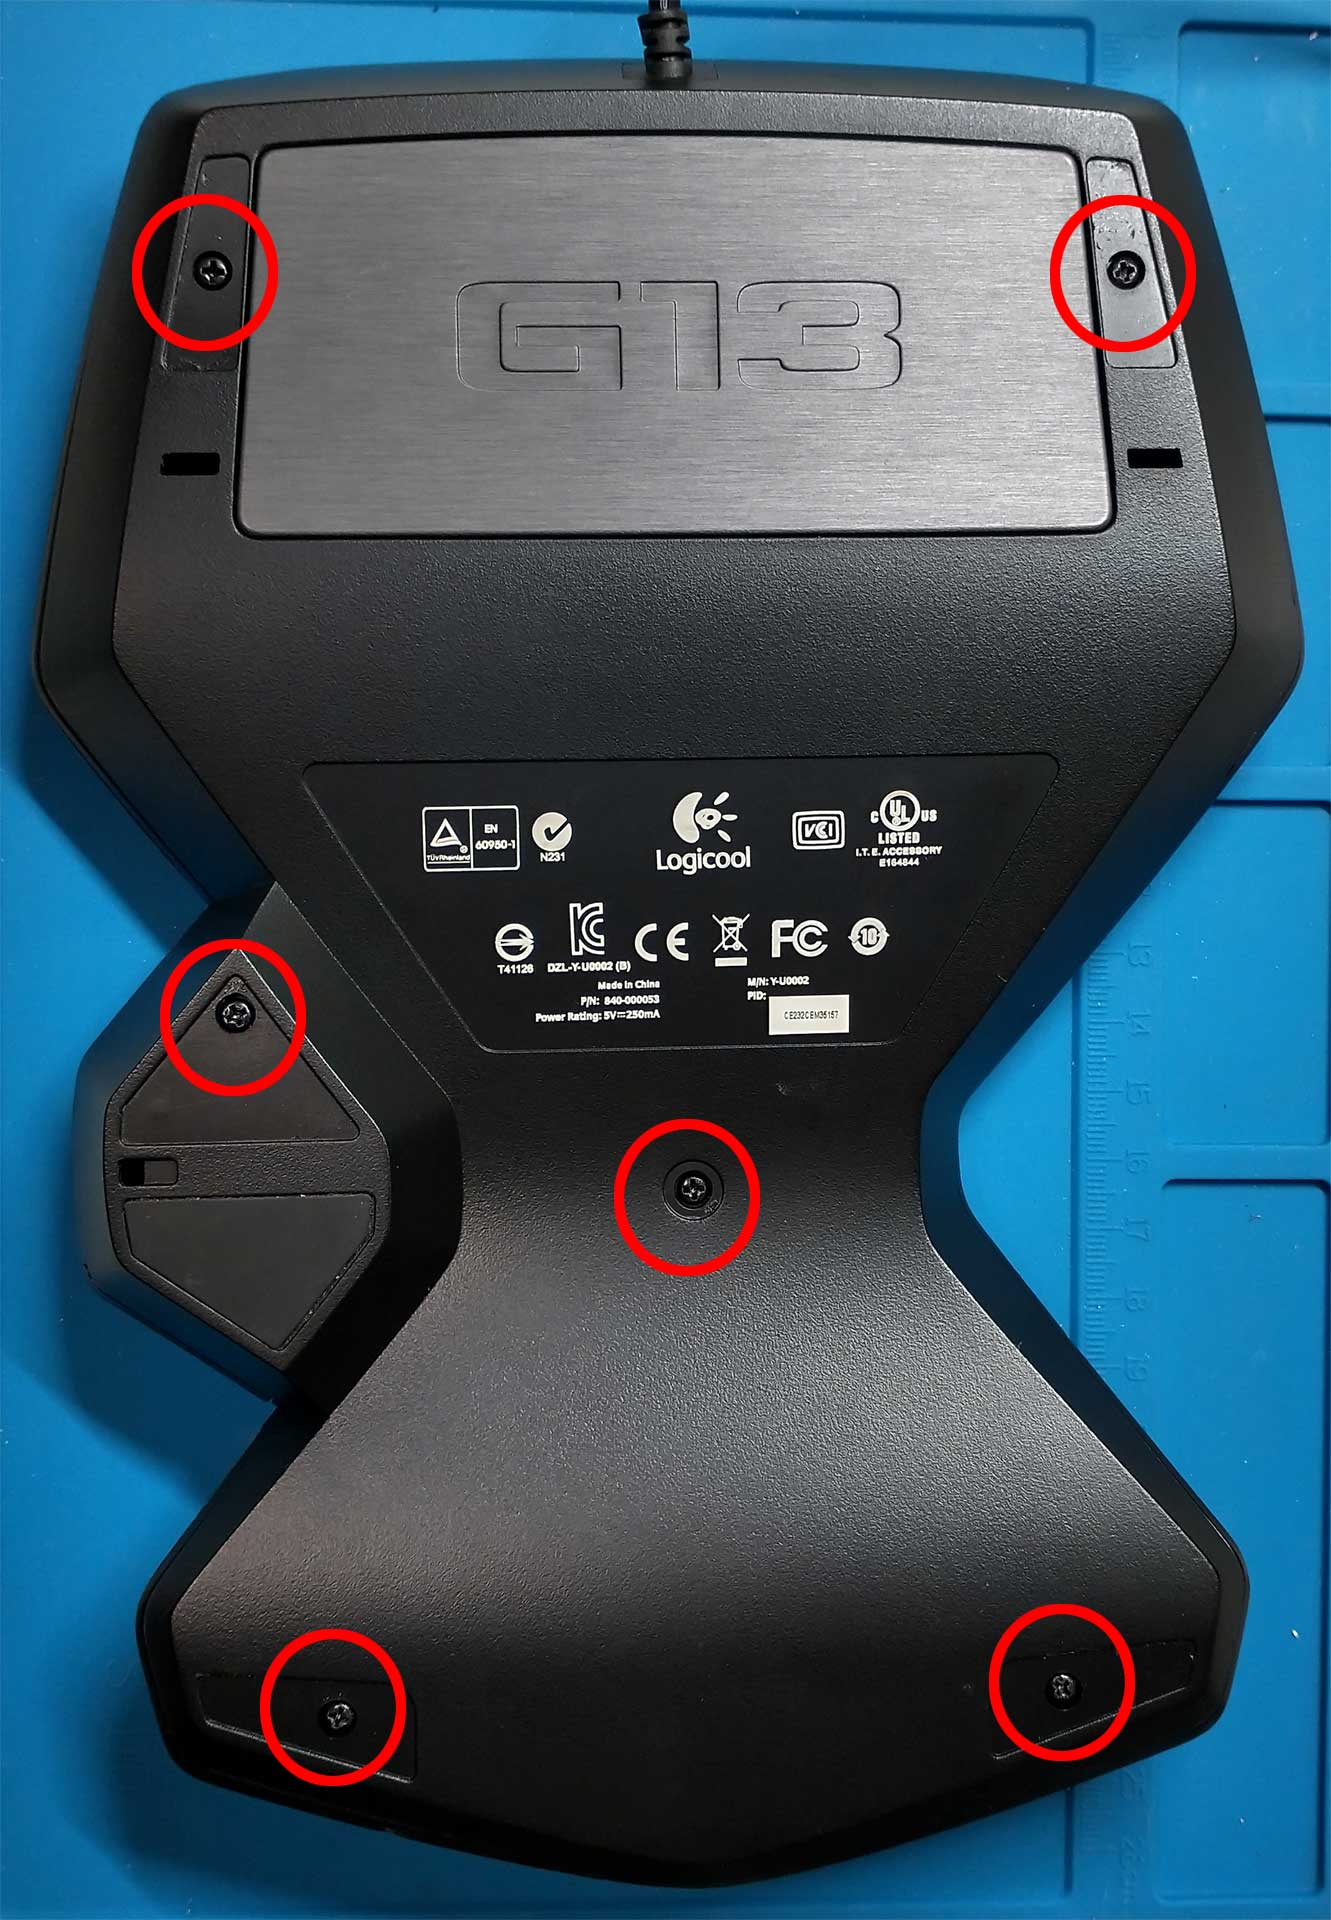 G13
TÜVRheinland
EN
60950-1
N231
Logicool
VCI
C UL US
LISTED
I.T.E. ACCESSORY
E164844
T41126
DZL-Y-U0002 (B)
CE
FC
10
Made in China
P/N: 840-000053
Power Rating: 5V⎓250mA
M/N: Y-U0002
PID:
CE232CEM35157
13
14
15
16
17
18
19
25
26